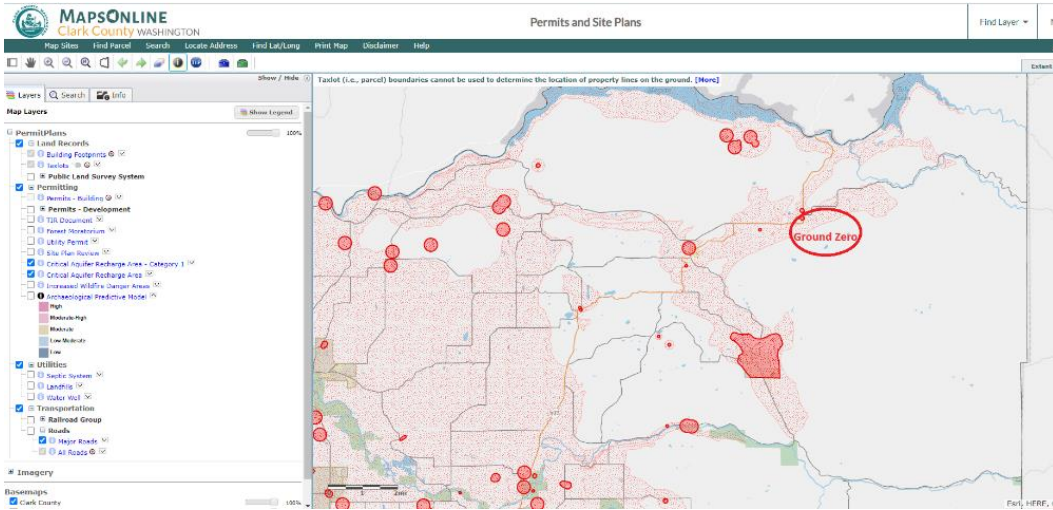 MAPSONLINE
Clark County WASHINGTON
Permits and Site Plans
Find Layer
Map Sites Find Parcel Search Locate Address Find Lat/Long Print Map Disclaimer Help
Extent
Show / Hide
Taxlot (i.e., parcel) boundaries cannot be used to determine the location of property lines on the ground. [More]
Layers Search Info
Map Layers
Show Legend
PermitPlans 100%
Land Records
Building Footprints
Taxlots
Public Land Survey System
Permitting
Permits - Building
Permits - Development
TIR Document
Forest Moratorium
Utility Permit
Site Plan Review
Critical Aquifer Recharge Area - Category 1
Critical Aquifer Recharge Area
Increased Wildfire Danger Areas
Archaeological Predictive Model
High
Moderate-High
Moderate
Low-Moderate
Low
Utilities
Septic System
Landfills
Water Well
Transportation
Railroad Group
Roads
Major Roads
All Roads
Imagery
Basemaps
Clark County 100%
Ground Zero
Esri, HERE,